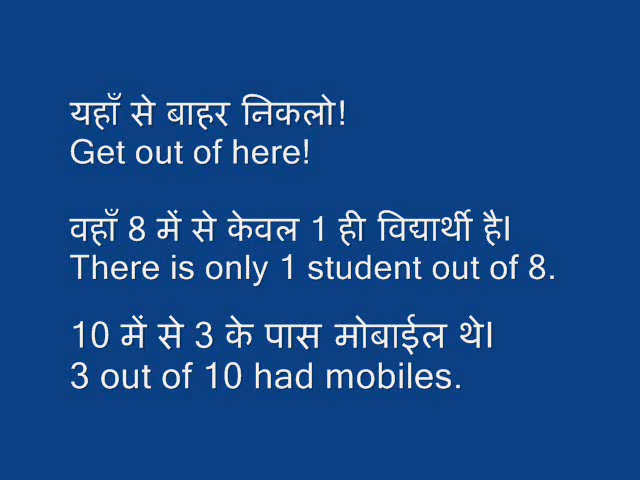 यहाँ से बाहर निकलो!
Get out of here!
वहाँ 8 में से केवल 1 ही विद्यार्थी है।
There is only 1 student out of 8.
10 में से 3 के पास मोबाईल थे।
3 out of 10 had mobiles.